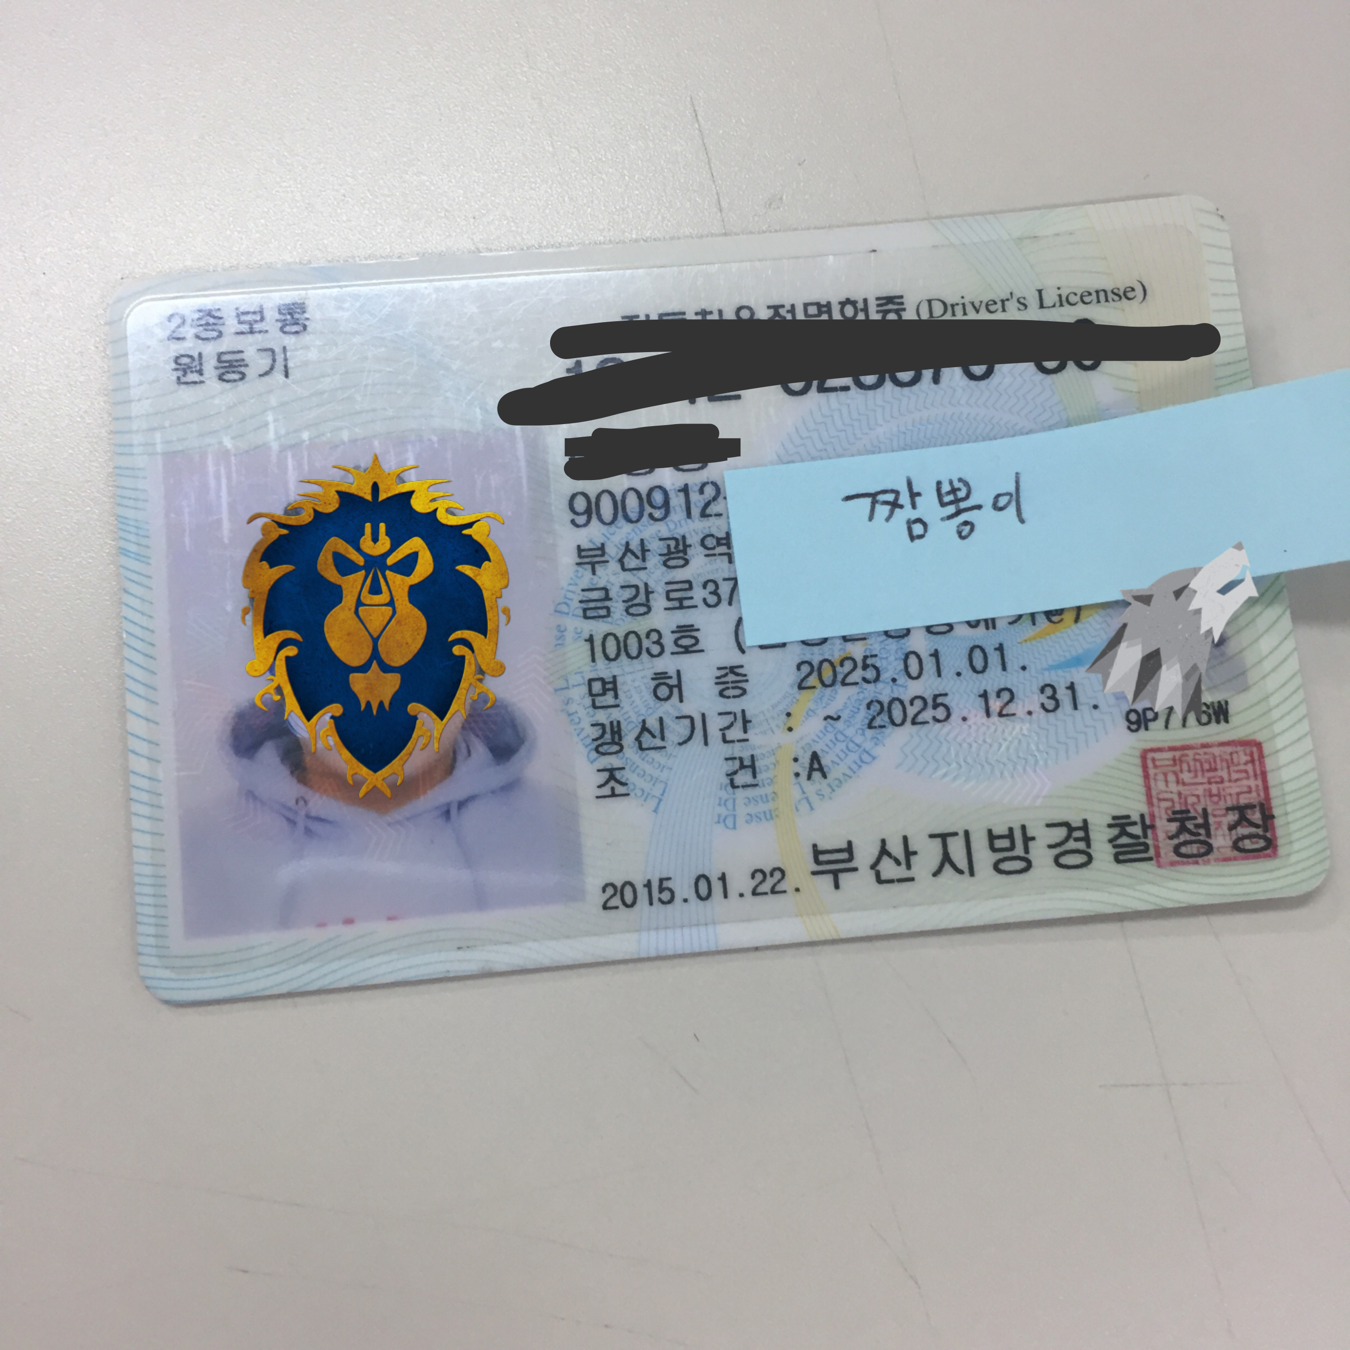 2종보통
원동기
(Driver's License)
900912
짬뽕이
부산광역
금강로37
1003호 (
면 허 증 2025.01.01.
갱신기간 : ~ 2025.12.31.
조 건 :A
2015.01.22. 부산지방경찰청장